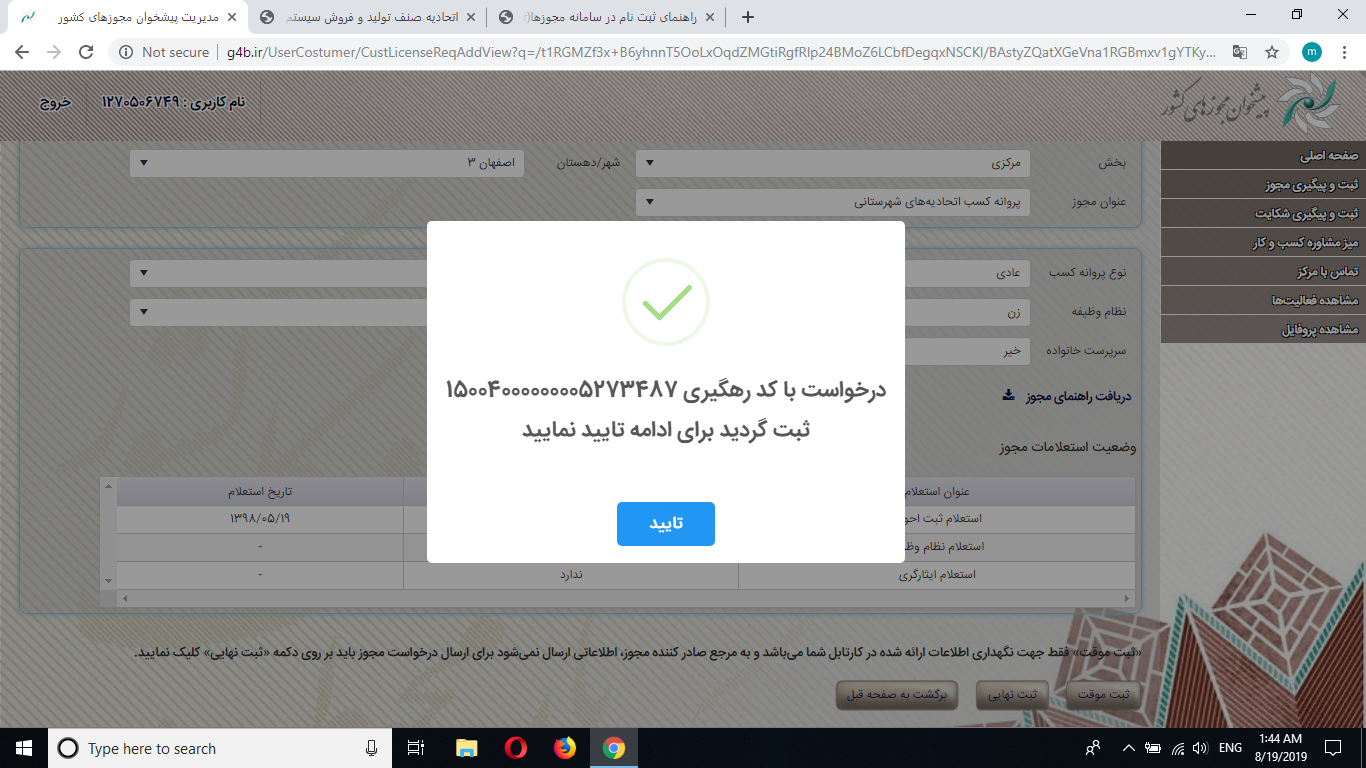 مدیریت پیشخوان مجوزهای کشور
اتحادیه صنف تولید و فروش سیستم
راهنمای ثبت نام در سامانه مجوزها(ر
Not secure | g4b.ir/UserCostumer/CustLicenseReqAddView?q=/t1RGMZf3x+B6yhnnT5OoLxOqdZMGtiRgfRlp24BMoZ6LCbfDegqxNSCKl/BAstyZQatXGeVna1RGBmxv1gYTKy...
m
پیشخوان مجوزهای کشور
نام کاربری : ۱۲۷۰۵۰۶۷۴۹
خروج
صفحه اصلی
ثبت و پیگیری مجوز
ثبت و پیگیری شکایت
میز مشاوره کسب و کار
تماس با مرکز
مشاهده فعالیت‌ها
مشاهده پروفایل
بخش
مرکزی
شهر/دهستان
اصفهان ۳
عنوان مجوز
پروانه کسب اتحادیه‌های شهرستانی
نوع پروانه کسب
عادی
نظام وظیفه
زن
سرپرست خانواده
خیر
دریافت راهنمای مجوز
وضعیت استعلامات مجوز
درخواست با کد رهگیری ۱۵۰۰۴۰۰۰۰۰۰۰۰۵۲۷۳۴۸۷
ثبت گردید برای ادامه تایید نمایید
تایید
عنوان استعلام
تاریخ استعلام
استعلام ثبت احو
۱۳۹۸/۰۵/۱۹
استعلام نظام وظ
-
استعلام ایثارگری
ندارد
-
«ثبت موقت» فقط جهت نگهداری اطلاعات ارائه شده در کارتابل شما می‌باشد و به مرجع صادر کننده مجوز، اطلاعاتی ارسال نمی‌شود برای ارسال درخواست مجوز باید بر روی دکمه «ثبت نهایی» کلیک نمایید.
ثبت موقت
ثبت نهایی
برگشت به صفحه قبل
Type here to search
ENG
1:44 AM
8/19/2019